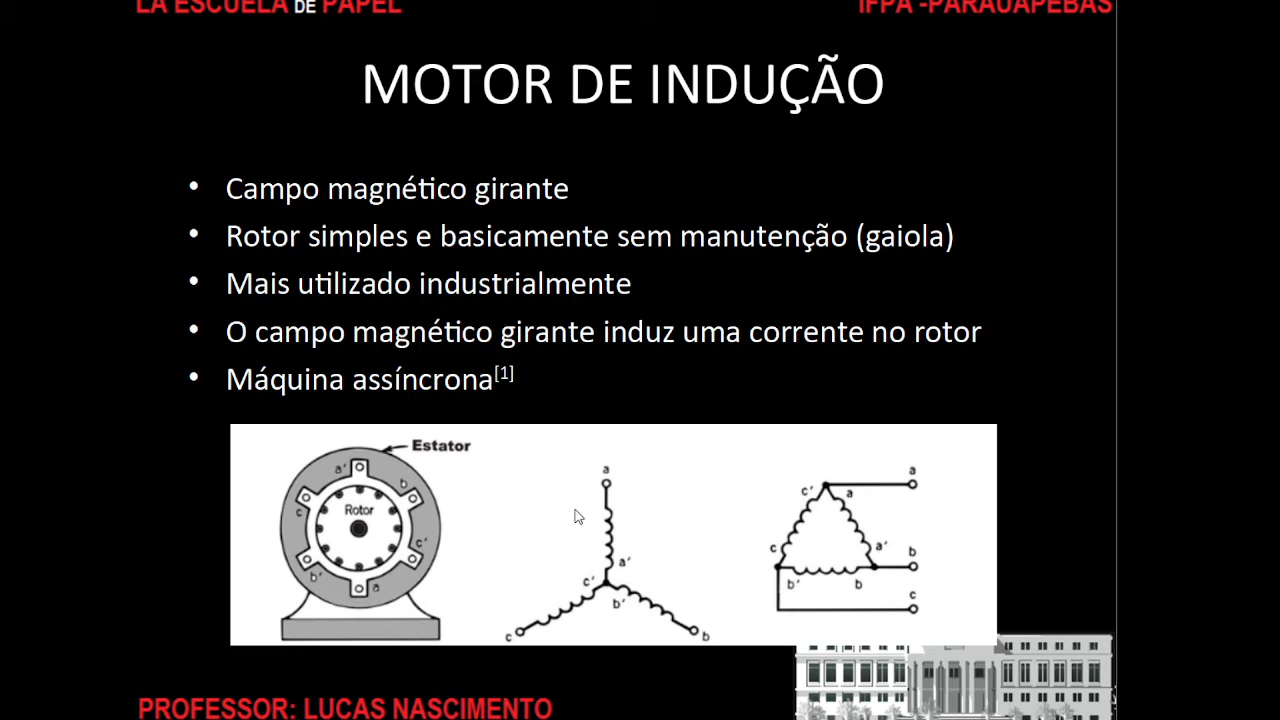 LA ESCUELA DE PAPEL
IFPA -PARAUAPEBAS
MOTOR DE INDUÇÃO
• Campo magnético girante
• Rotor simples e basicamente sem manutenção (gaiola)
• Mais utilizado industrialmente
• O campo magnético girante induz uma corrente no rotor
• Máquina assíncrona[1]
Estator
a'
b
c
Rotor
c'
b'
a
a
a'
c'
b'
c
b
c'
a
a
c
a'
b
b'
b
c
PROFESSOR: LUCAS NASCIMENTO